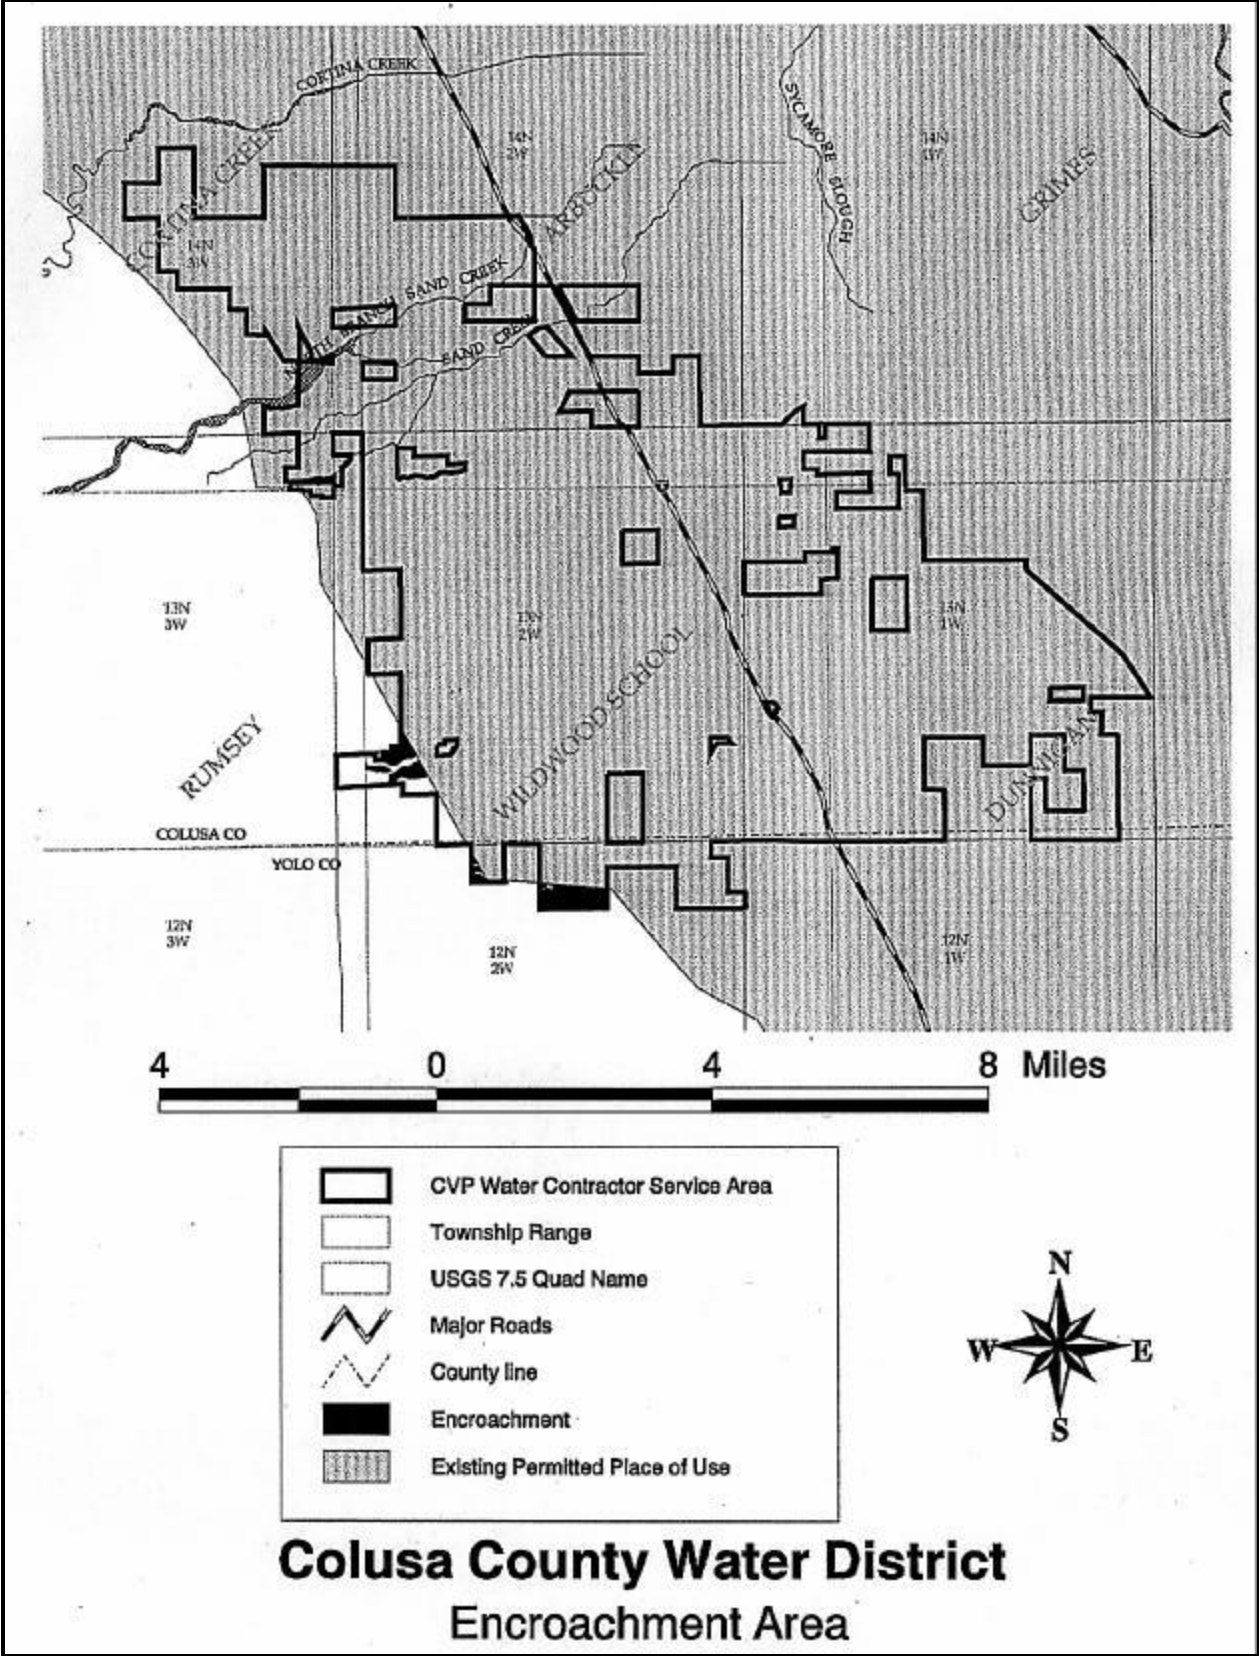 CORTINA CREEK
SYCAMORE SLOUGH
14N
2W
14N
1W
ARBUCKLE
GRIMES
CORTINA CREEK
14N
3W
NORTH BRANCH SAND CREEK
SAND CREEK
13N
3W
13N
2W
13N
1W
RUMSEY
WILDWOOD SCHOOL
DUNNIGAN
COLUSA CO
YOLO CO
12N
3W
12N
2W
12N
1W
4 0 4 8 Miles
CVP Water Contractor Service Area
Township Range
USGS 7.5 Quad Name
Major Roads
County line
Encroachment
Existing Permitted Place of Use
N
W E
S
Colusa County Water District
Encroachment Area